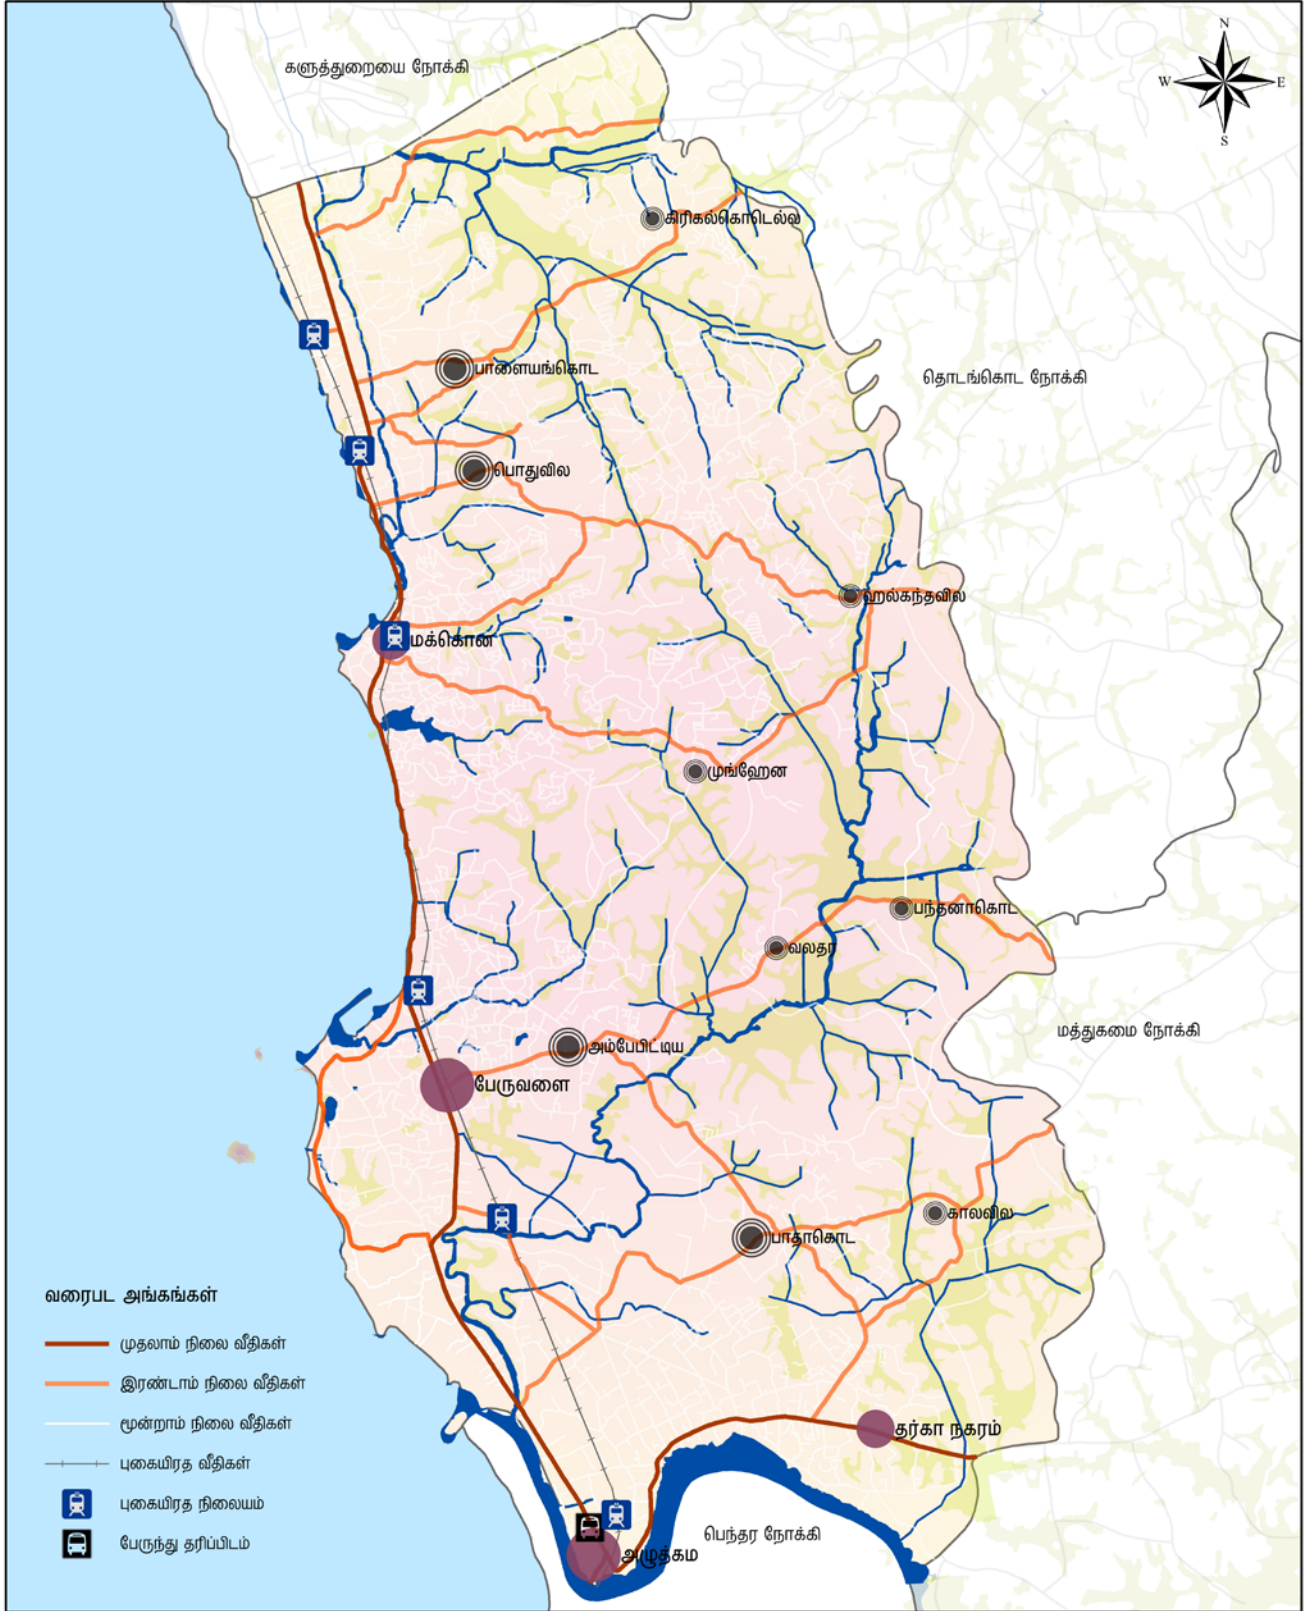 N
W
E
S
களுத்துறையை நோக்கி
கிரிகல்கொடெல்ல
பாளையங்கொட
தொடங்கொட நோக்கி
பொதுவில
ஹல்கந்தவில
மக்கொன
முங்ஹேன
பந்தனாகொட
வலதர
மத்துகமை நோக்கி
அம்பேபிட்டிய
பேருவளை
காலவில
பாதாகொட
வரைபட அங்கங்கள்
முதலாம் நிலை வீதிகள்
இரண்டாம் நிலை வீதிகள்
மூன்றாம் நிலை வீதிகள்
புகையிரத வீதிகள்
புகையிரத நிலையம்
பேருந்து தரிப்பிடம்
தர்கா நகரம்
பெந்தர நோக்கி
அழுத்கம